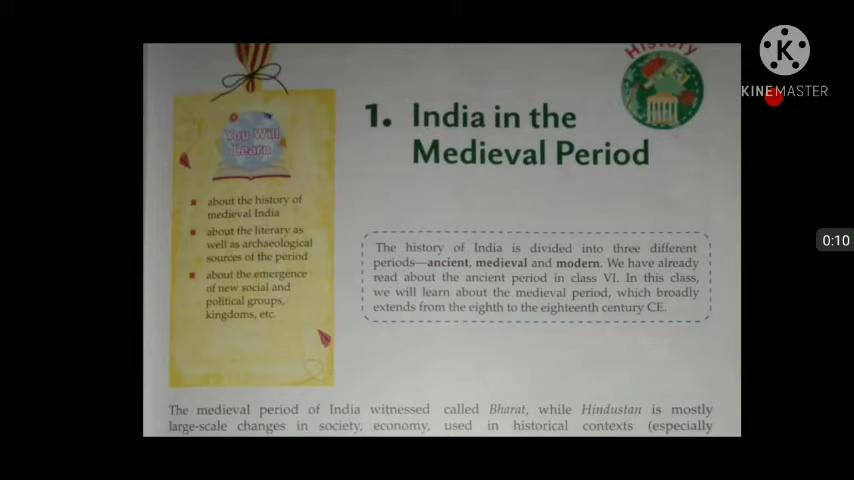 History
KINEMASTER
1. India in the
Medieval Period
You Will
Learn
about the history of
medieval India
about the literary as
well as archaeological
sources of the period
about the emergence
of new social and
political groups,
kingdoms, etc.
The history of India is divided into three different
periods—ancient, medieval and modern. We have already
read about the ancient period in class VI. In this class,
we will learn about the medieval period, which broadly
extends from the eighth to the eighteenth century CE.
0:10
The medieval period of India witnessed
large-scale changes in society, economy,
called Bharat, while Hindustan is mostly
used in historical contexts (especially